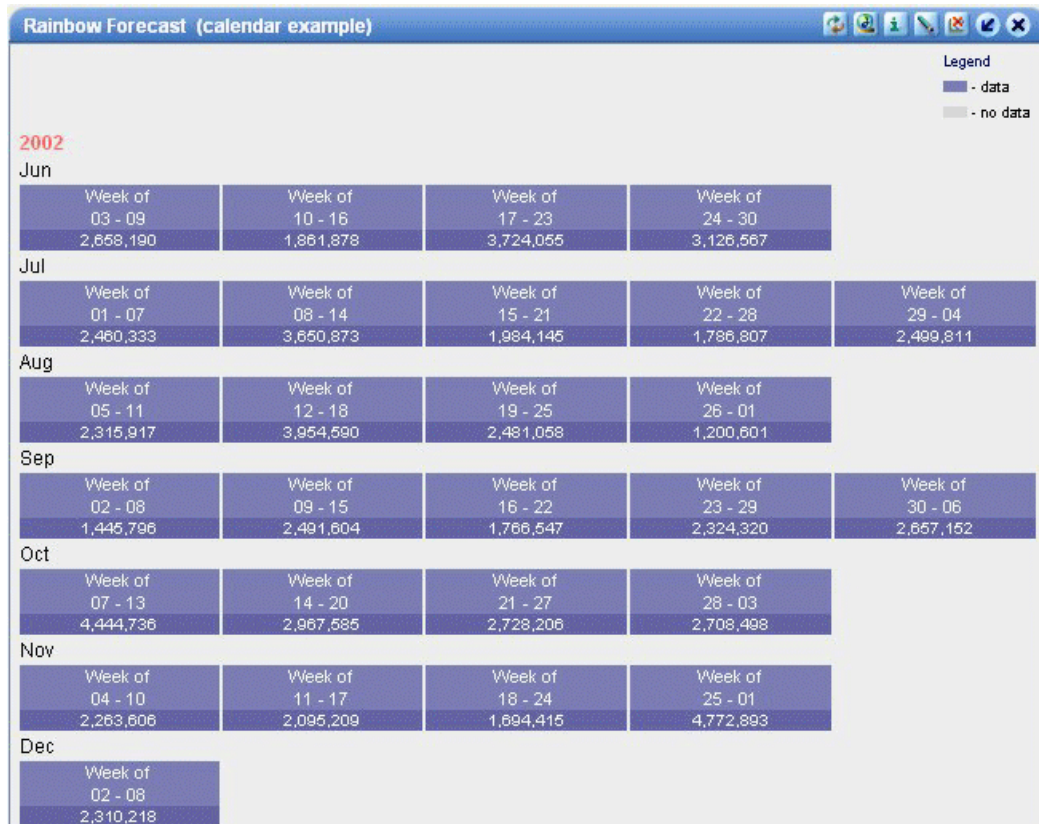 Rainbow Forecast (calendar example)
Legend
- data
- no data
2002
Jun
Week of Week of Week of Week of
03 - 09 10 - 16 17 - 23 24 - 30
2,658,190 1,861,878 3,724,055 3,126,567
Jul
Week of Week of Week of Week of Week of
01 - 07 08 - 14 15 - 21 22 - 28 29 - 04
2,460,333 3,650,873 1,984,145 1,786,807 2,499,811
Aug
Week of Week of Week of Week of
05 - 11 12 - 18 19 - 25 26 - 01
2,315,917 3,954,590 2,481,058 1,200,601
Sep
Week of Week of Week of Week of Week of
02 - 08 09 - 15 16 - 22 23 - 29 30 - 06
1,445,796 2,491,604 1,766,547 2,324,320 2,657,152
Oct
Week of Week of Week of Week of
07 - 13 14 - 20 21 - 27 28 - 03
4,444,736 2,967,585 2,728,206 2,708,498
Nov
Week of Week of Week of Week of
04 - 10 11 - 17 18 - 24 25 - 01
2,263,606 2,095,209 1,694,415 4,772,893
Dec
Week of
02 - 08
2,310,218